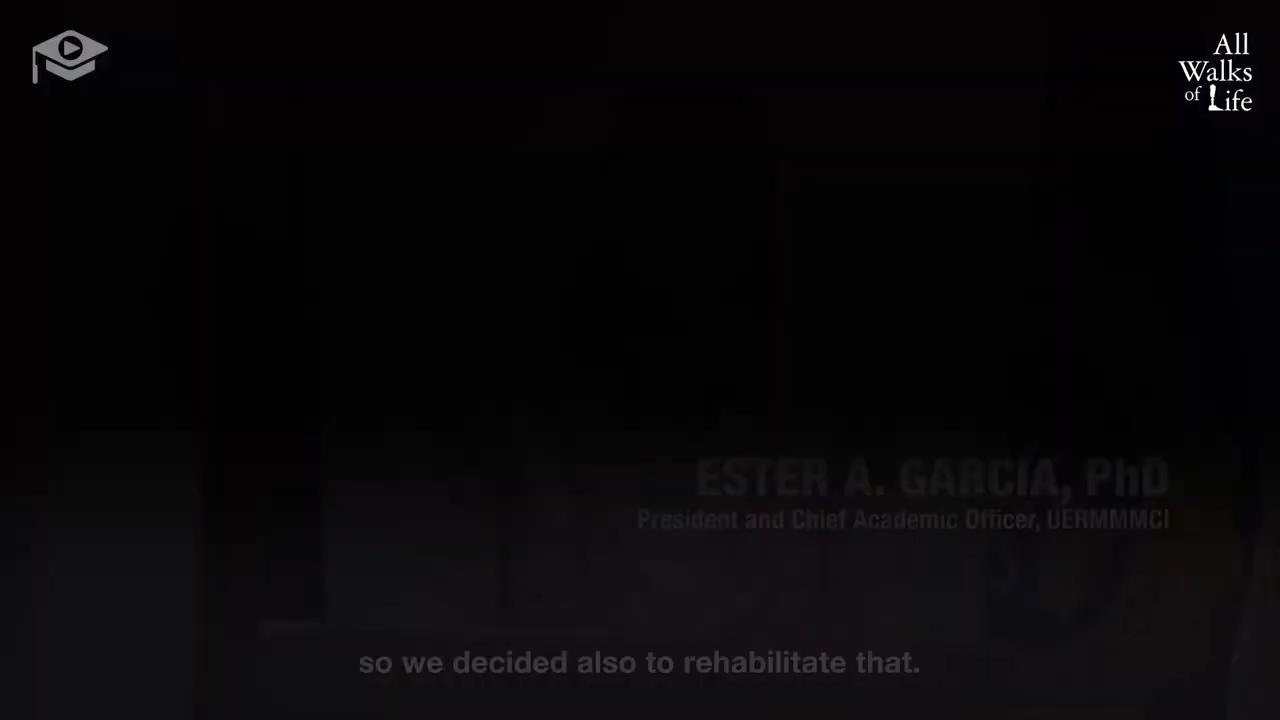 All
Walks
of Life
ESTER A. GARCIA, PhD
President and Chief Academic Officer, UERMMMCI
so we decided also to rehabilitate that.